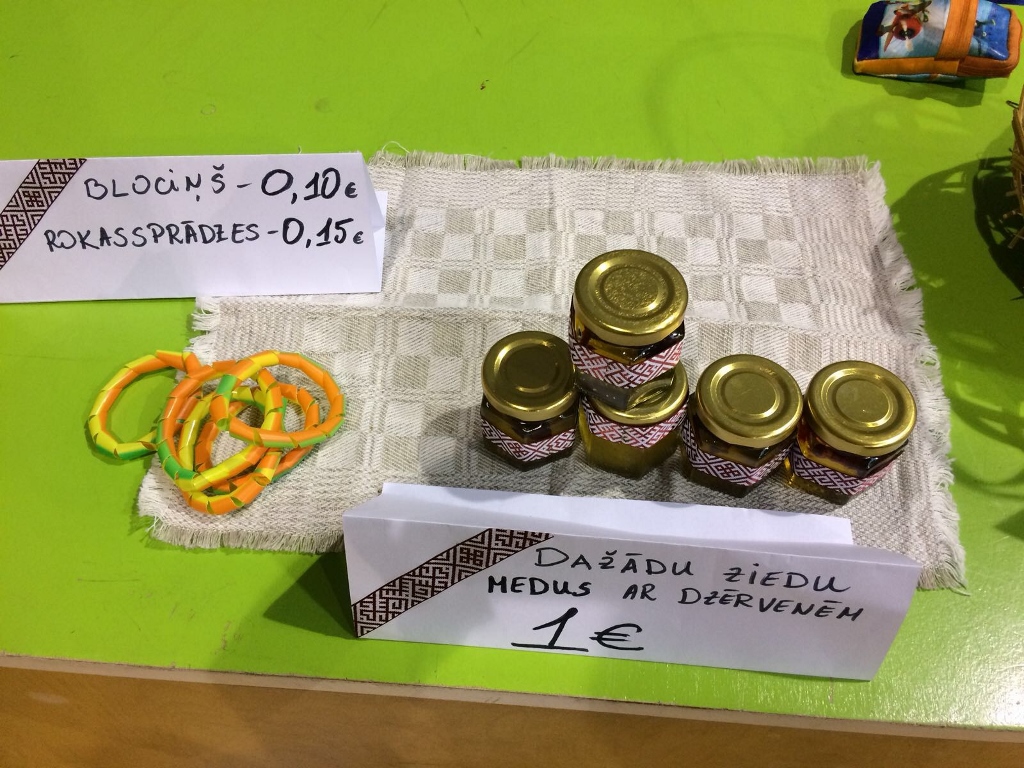 BLOCIŅŠ - 0,10 €
ROKASSPRĀDZES - 0,15 €
DAŽĀDU ZIEDU
MEDUS AR DZĒRVENĒM
1 €